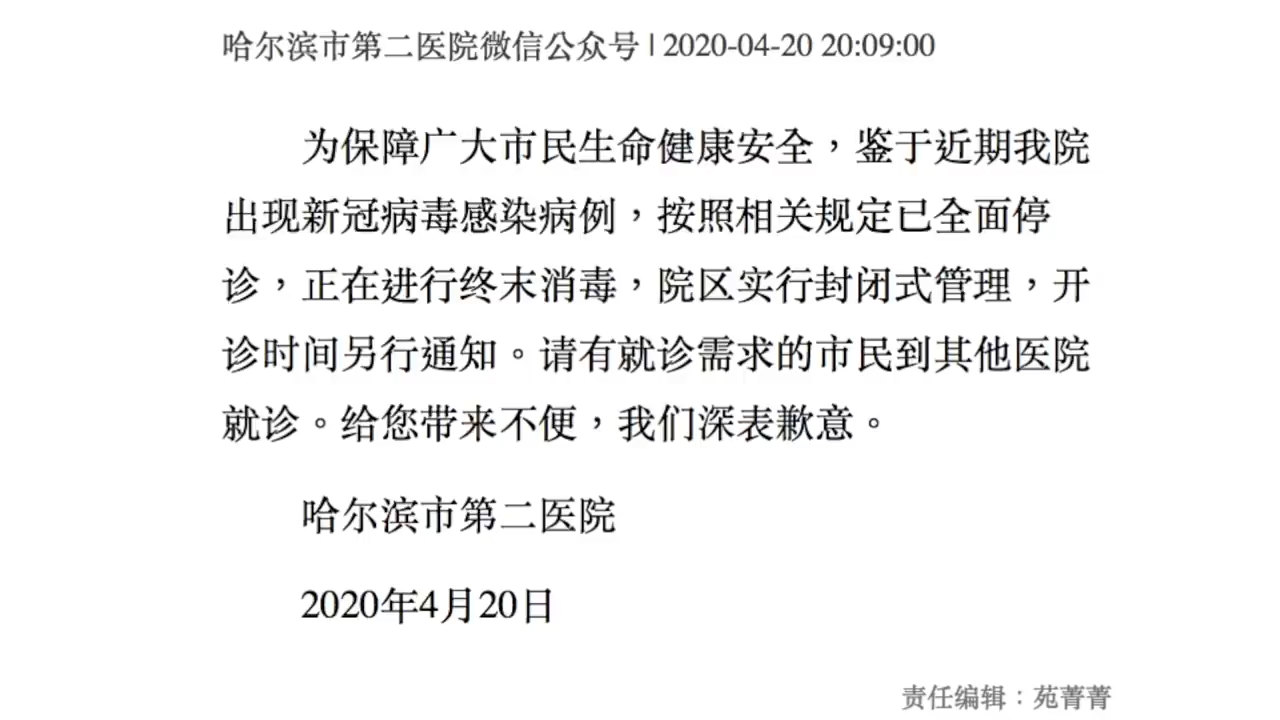 哈尔滨市第二医院微信公众号 | 2020-04-20 20:09:00
为保障广大市民生命健康安全，鉴于近期我院
出现新冠病毒感染病例，按照相关规定已全面停
诊，正在进行终末消毒，院区实行封闭式管理，开
诊时间另行通知。请有就诊需求的市民到其他医院
就诊。给您带来不便，我们深表歉意。
哈尔滨市第二医院
2020年4月20日
责任编辑：苑菁菁